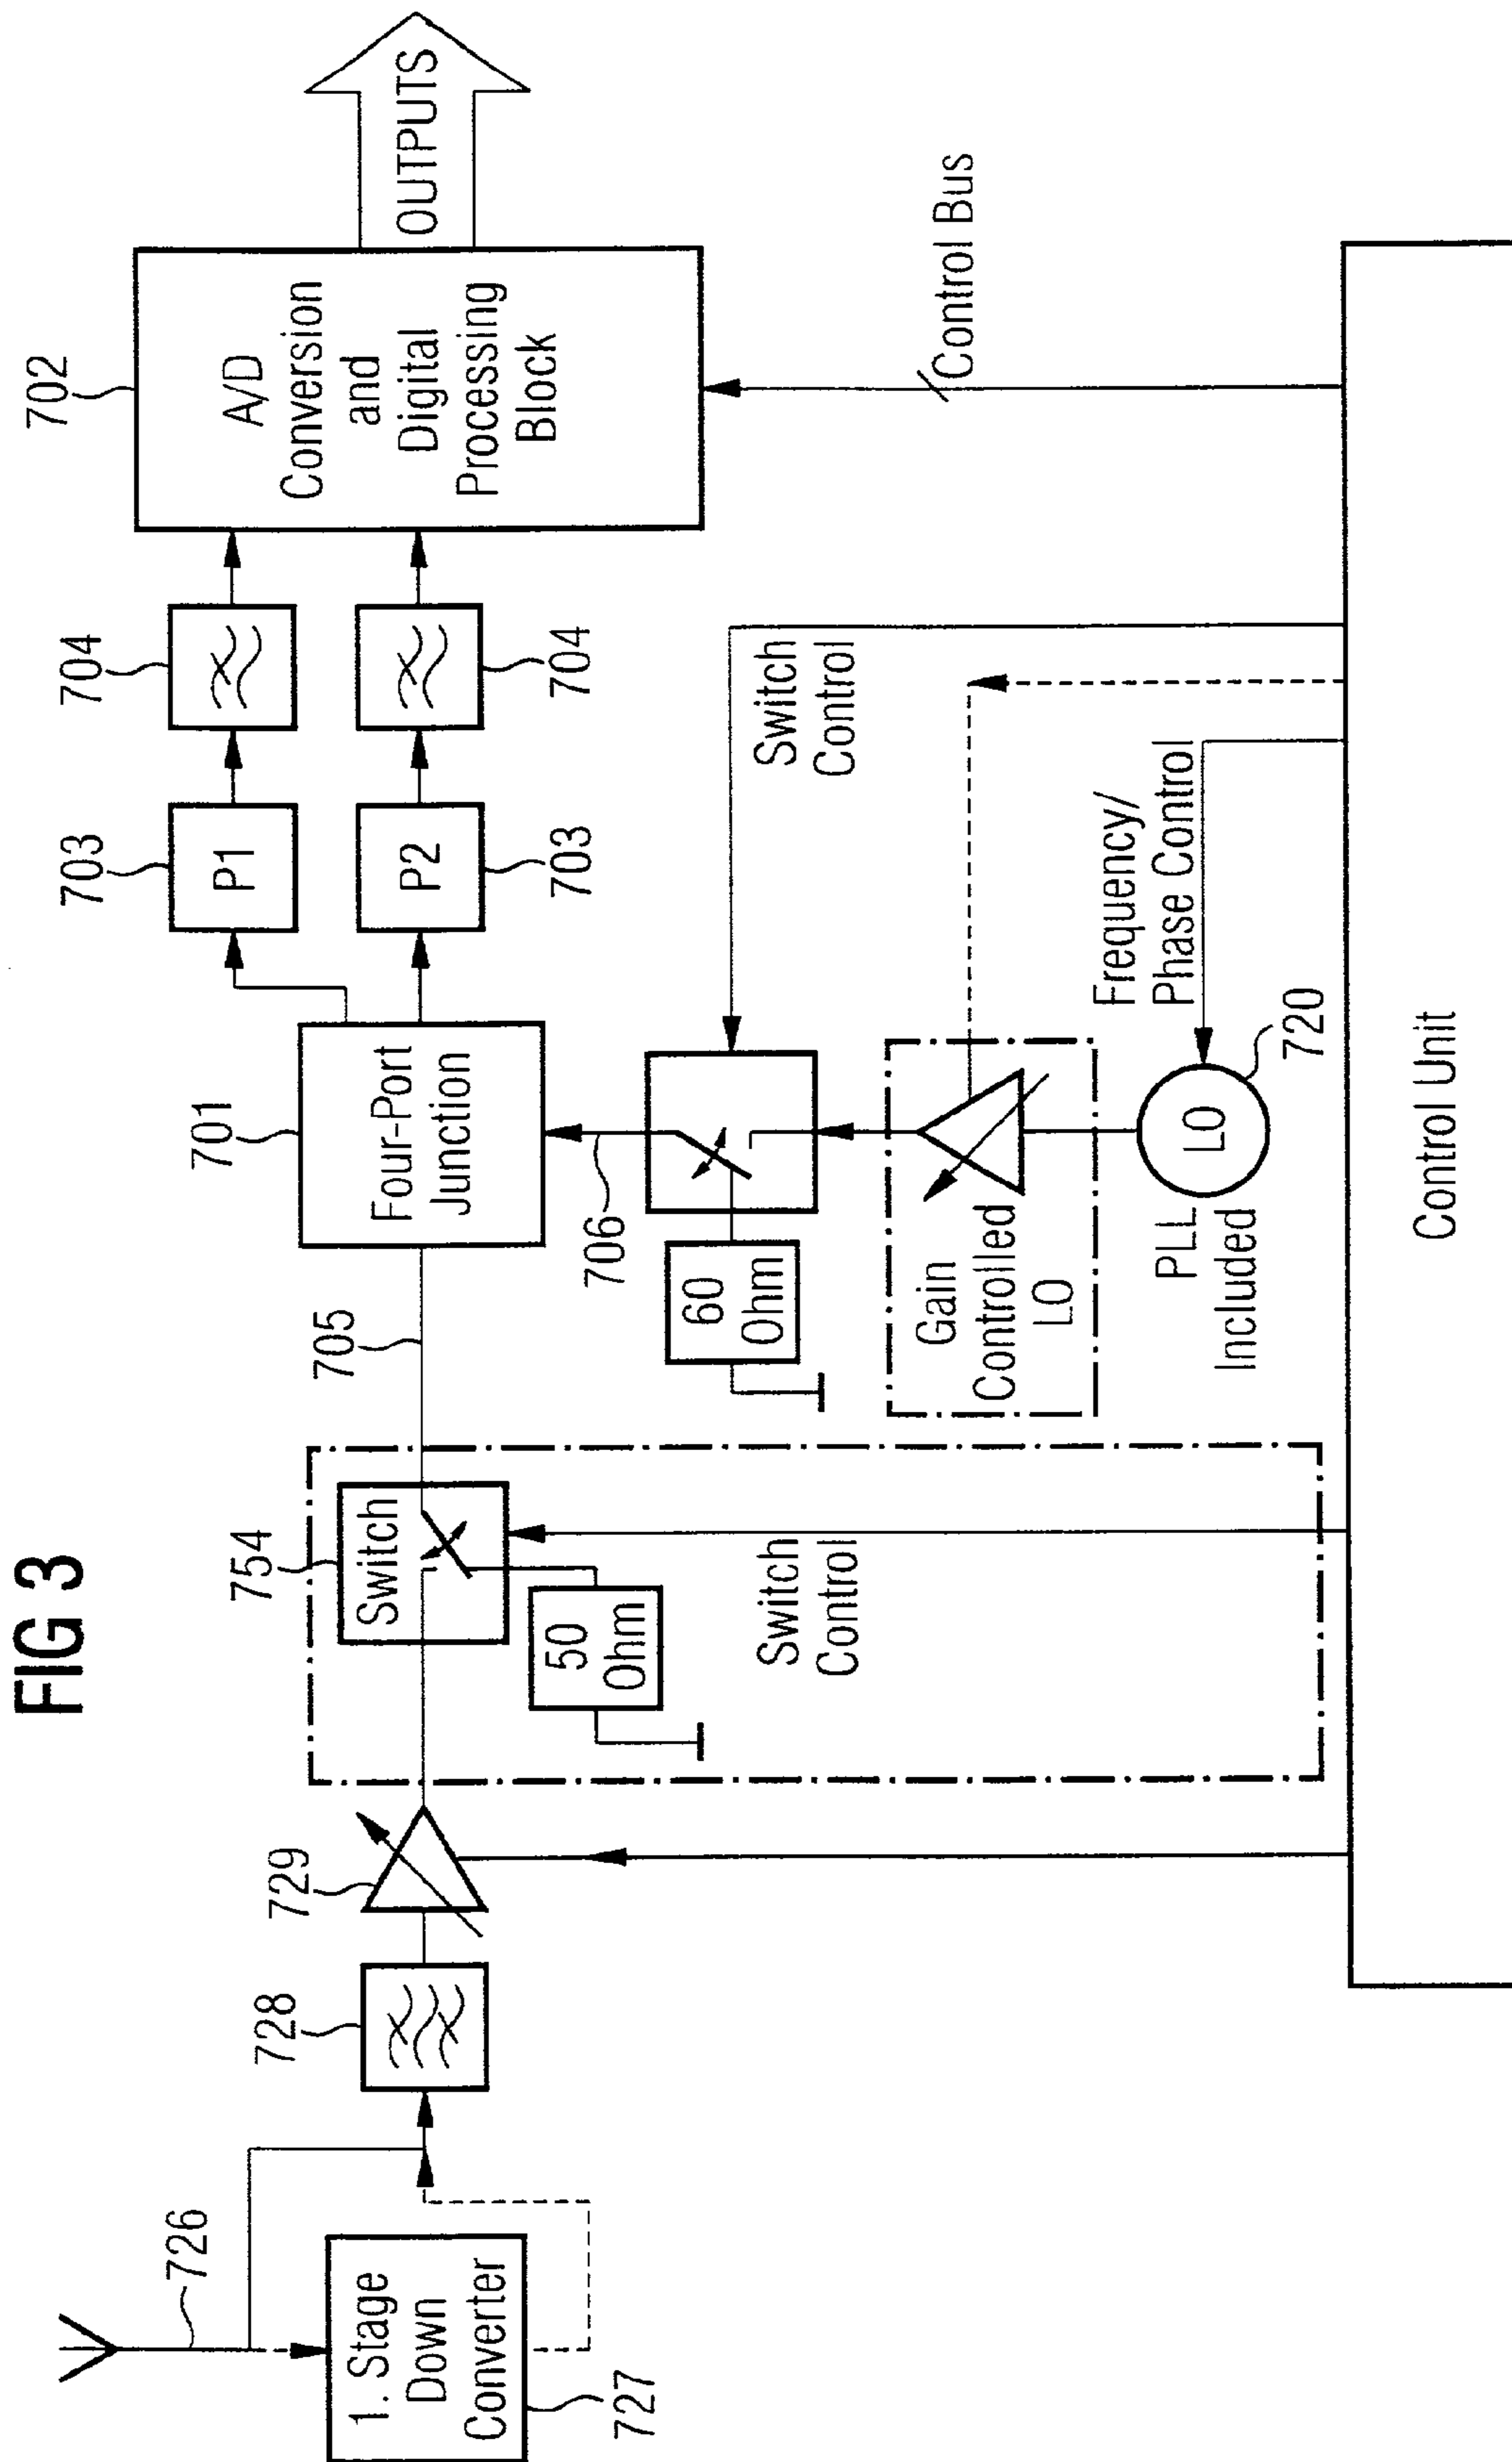 FIG 3
726
1. Stage
Down
Converter
727
728
729
754
Switch
50
Ohm
Switch
Control
705
701
Four-Port
Junction
706
60
Ohm
Gain
Controlled
LO
PLL
Included
LO
720
Frequency/
Phase Control
Switch
Control
703
P1
P2
703
704
704
702
A/D
Conversion
and
Digital
Processing
Block
OUTPUTS
Control Bus
Control Unit